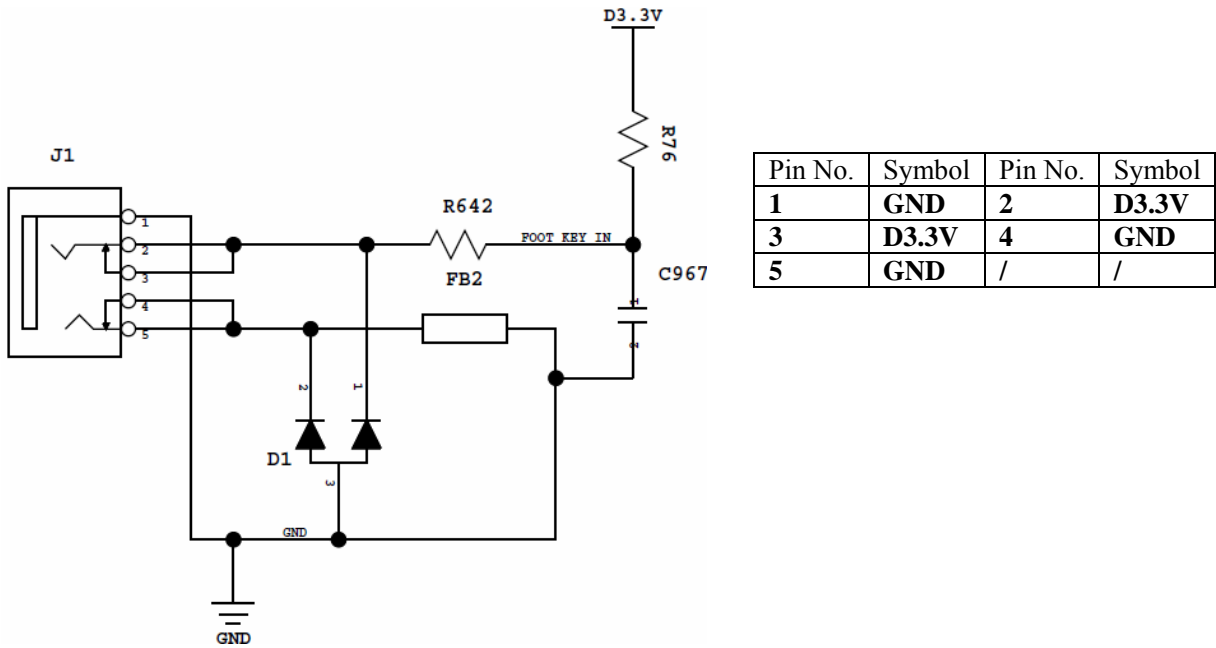 D3.3V
R76
J1
R642
FOOT KEY IN
FB2
C967
1
2
3
4
5
1
2
2
1
D1
3
GND
GND
Pin No. Symbol Pin No. Symbol
1 GND 2 D3.3V
3 D3.3V 4 GND
5 GND / /